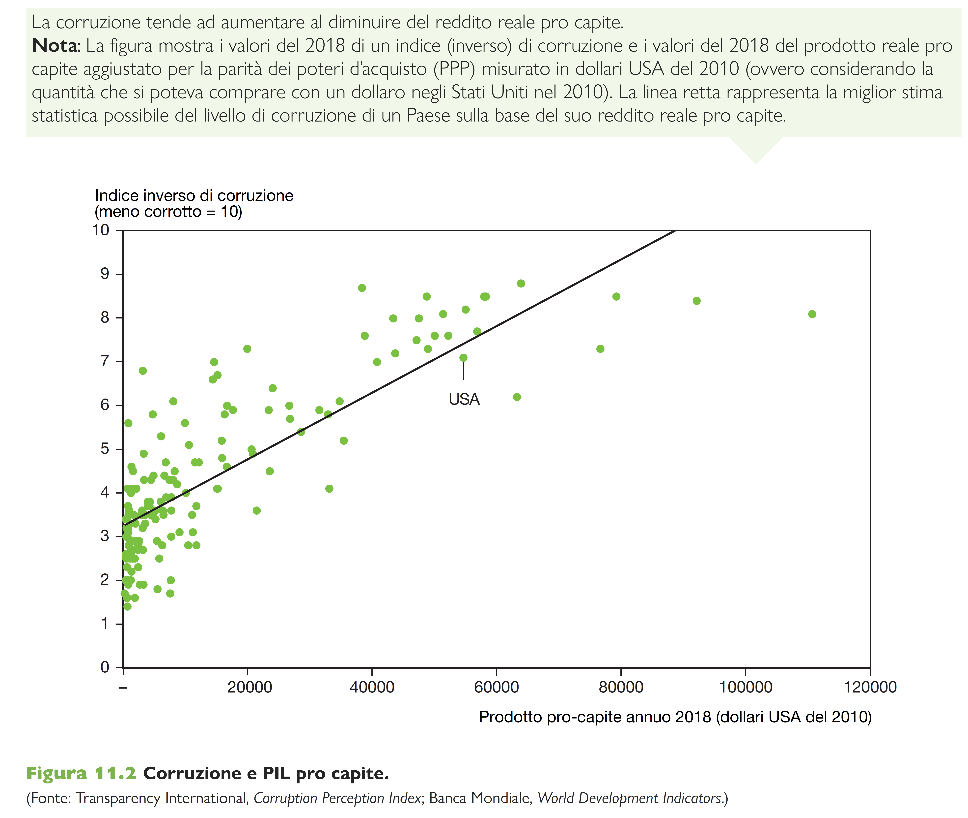 La corruzione tende ad aumentare al diminuire del reddito reale pro capite.
Nota: La figura mostra i valori del 2018 di un indice (inverso) di corruzione e i valori del 2018 del prodotto reale pro
capite aggiustato per la parità dei poteri d'acquisto (PPP) misurato in dollari USA del 2010 (ovvero considerando la
quantità che si poteva comprare con un dollaro negli Stati Uniti nel 2010). La linea retta rappresenta la miglior stima
statistica possibile del livello di corruzione di un Paese sulla base del suo reddito reale pro capite.
Indice inverso di corruzione
(meno corrotto = 10)
10
9
8
7
6
5
4
3
2
1
0
USA
– 20000 40000 60000 80000 100000 120000
Prodotto pro-capite annuo 2018 (dollari USA del 2010)
Figura 11.2 Corruzione e PIL pro capite.
(Fonte: Transparency International, Corruption Perception Index; Banca Mondiale, World Development Indicators.)